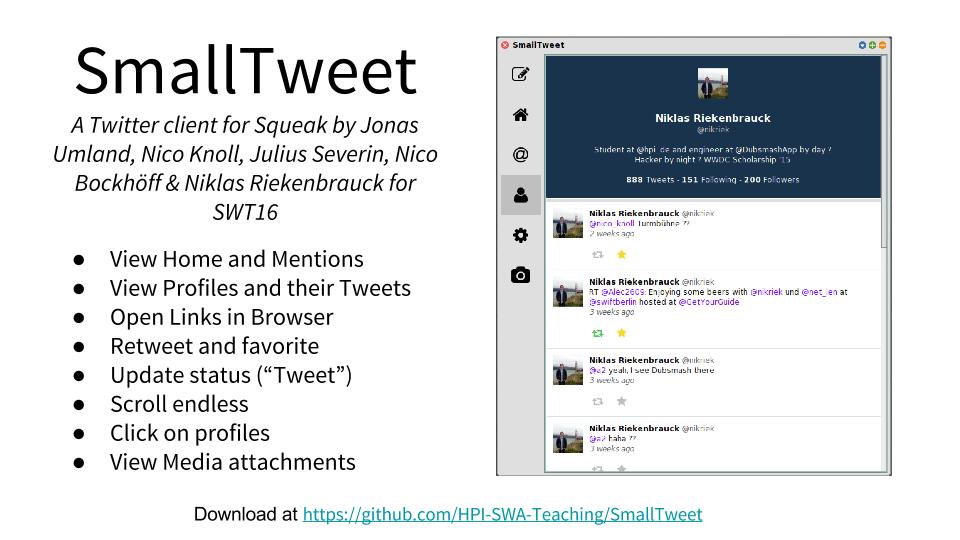 SmallTweet
A Twitter client for Squeak by Jonas
Umland, Nico Knoll, Julius Severin, Nico
Bockhöff & Niklas Riekenbrauck for
SWT16
● View Home and Mentions
● View Profiles and their Tweets
● Open Links in Browser
● Retweet and favorite
● Update status (“Tweet”)
● Scroll endless
● Click on profiles
● View Media attachments
SmallTweet
@
Niklas Riekenbrauck
@nikriek
Student at @hpi_de and engineer at @DubsmashApp by day ?
Hacker by night ? WWDC Scholarship '15
888 Tweets - 151 Following - 200 Followers
Niklas Riekenbrauck @nikriek
@nico_knoll Turmbühne ??
2 weeks ago
Niklas Riekenbrauck @nikriek
RT @Alec2609: Enjoying some beers with @nikriek und @net_len at
@swiftberlin hosted at @GetYourGuide
3 weeks ago
Niklas Riekenbrauck @nikriek
@a2 yeah, I see Dubsmash there
3 weeks ago
Niklas Riekenbrauck @nikriek
@a2 haha ??
3 weeks ago
Download at https://github.com/HPI-SWA-Teaching/SmallTweet